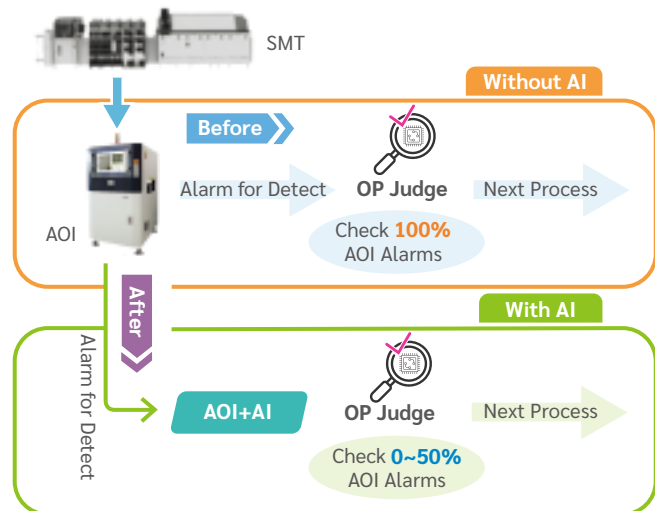 SMT
Without AI
Before
Alarm for Detect
OP Judge
Next Process
AOI
Check 100%
AOI Alarms
After
With AI
Alarm for Detect
AOI+AI
OP Judge
Next Process
Check 0~50%
AOI Alarms